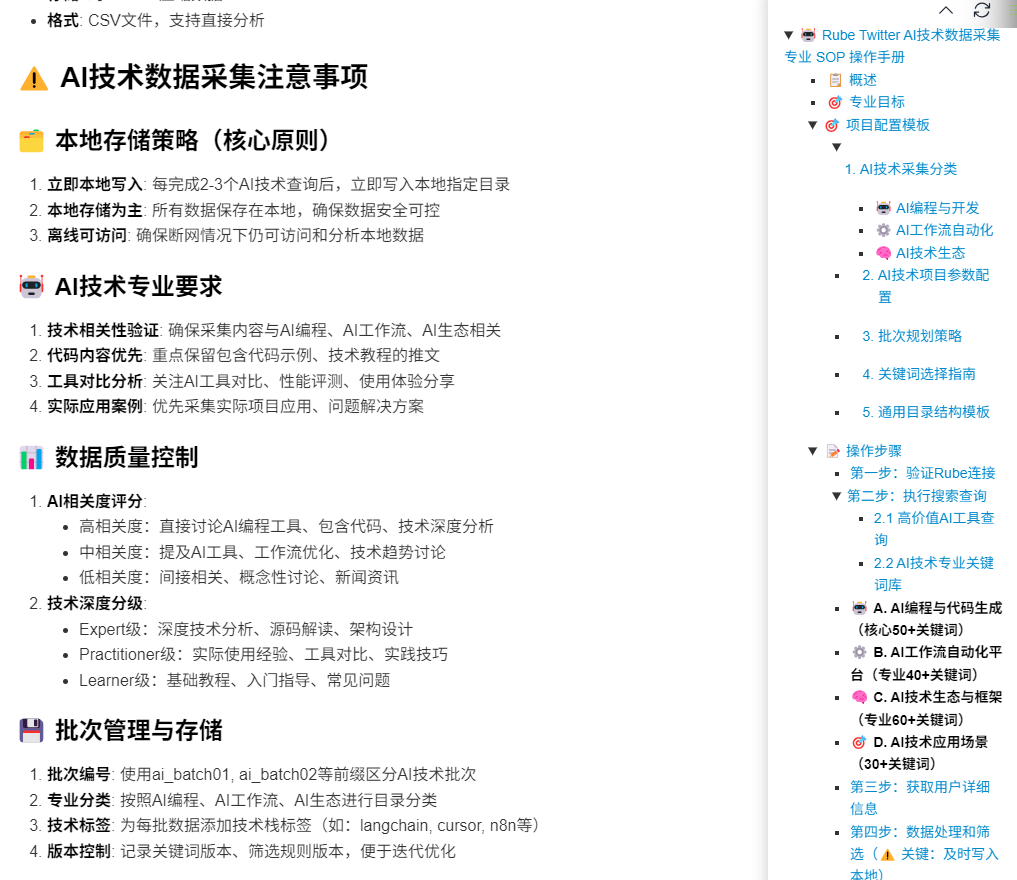 格式: CSV文件，支持直接分析
⚠️ AI技术数据采集注意事项
🗂️ 本地存储策略（核心原则）
1. 立即本地写入: 每完成2-3个AI技术查询后，立即写入本地指定目录
2. 本地存储为主: 所有数据保存在本地，确保数据安全可控
3. 离线可访问: 确保断网情况下仍可访问和分析本地数据
🤖 AI技术专业要求
1. 技术相关性验证: 确保采集内容与AI编程、AI工作流、AI生态相关
2. 代码内容优先: 重点保留包含代码示例、技术教程的推文
3. 工具对比分析: 关注AI工具对比、性能评测、使用体验分享
4. 实际应用案例: 优先采集实际项目应用、问题解决方案
📊 数据质量控制
1. AI相关度评分:
高相关度：直接讨论AI编程工具、包含代码、技术深度分析
中相关度：提及AI工具、工作流优化、技术趋势讨论
低相关度：间接相关、概念性讨论、新闻资讯
2. 技术深度分级:
Expert级：深度技术分析、源码解读、架构设计
Practitioner级：实际使用经验、工具对比、实践技巧
Learner级：基础教程、入门指导、常见问题
💾 批次管理与存储
1. 批次编号: 使用ai_batch01, ai_batch02等前缀区分AI技术批次
2. 专业分类: 按照AI编程、AI工作流、AI生态进行目录分类
3. 技术标签: 为每批数据添加技术栈标签（如：langchain, cursor, n8n等）
4. 版本控制: 记录关键词版本、筛选规则版本，便于迭代优化
🤖 Rube Twitter AI技术数据采集
专业 SOP 操作手册
📋 概述
🎯 专业目标
🎯 项目配置模板
1. AI技术采集分类
🤖 AI编程与开发
⚙️ AI工作流自动化
🧠 AI技术生态
2. AI技术项目参数配
置
3. 批次规划策略
4. 关键词选择指南
5. 通用目录结构模板
📝 操作步骤
第一步：验证Rube连接
第二步：执行搜索查询
2.1 高价值AI工具查
询
2.2 AI技术专业关键
词库
🤖 A. AI编程与代码生成
（核心50+关键词）
⚙️ B. AI工作流自动化平
台（专业40+关键词）
🧠 C. AI技术生态与框架
（专业60+关键词）
🎯 D. AI技术应用场景
（30+关键词）
第三步：获取用户详细
信息
第四步：数据处理和筛
选（⚠️ 关键：及时写入
本地）